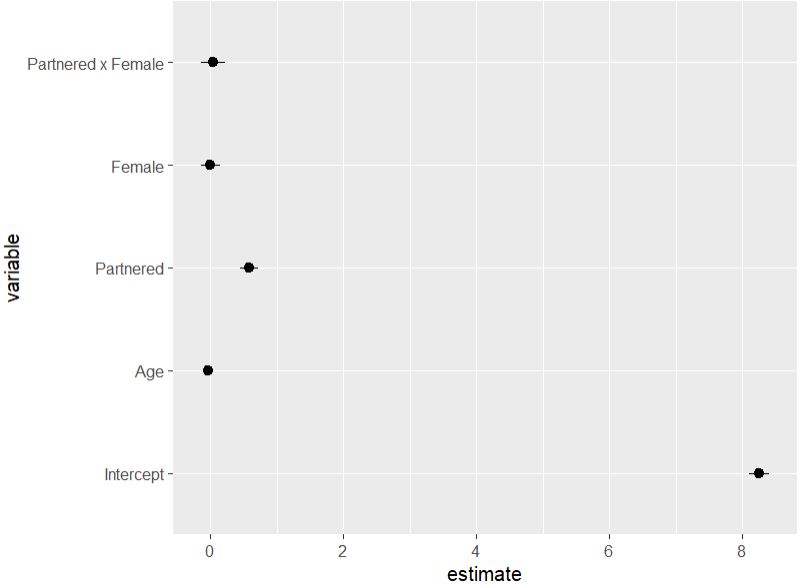 Partnered x Female
Female
Partnered
Age
Intercept
variable
0 2 4 6 8
estimate